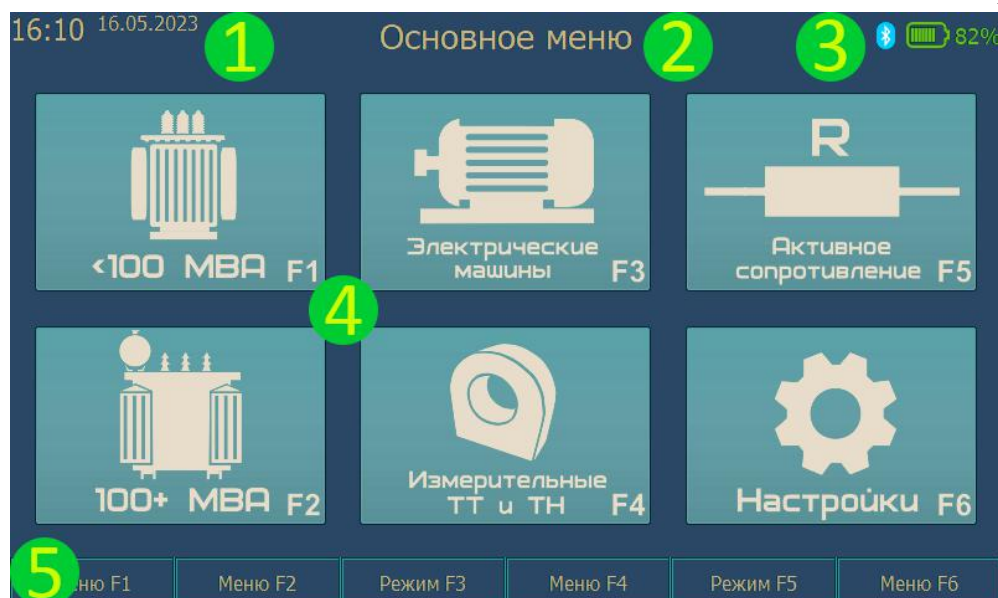 16:10 16.05.2023 1 Основное меню 2 3 82%
R
<100 МВА F1
Электрические
машины F3
Активное
сопротивление F5
4
100+ МВА F2
Измерительные
ТТ и ТН F4
Настройки F6
5 ню F1 Меню F2 Режим F3 Меню F4 Режим F5 Меню F6